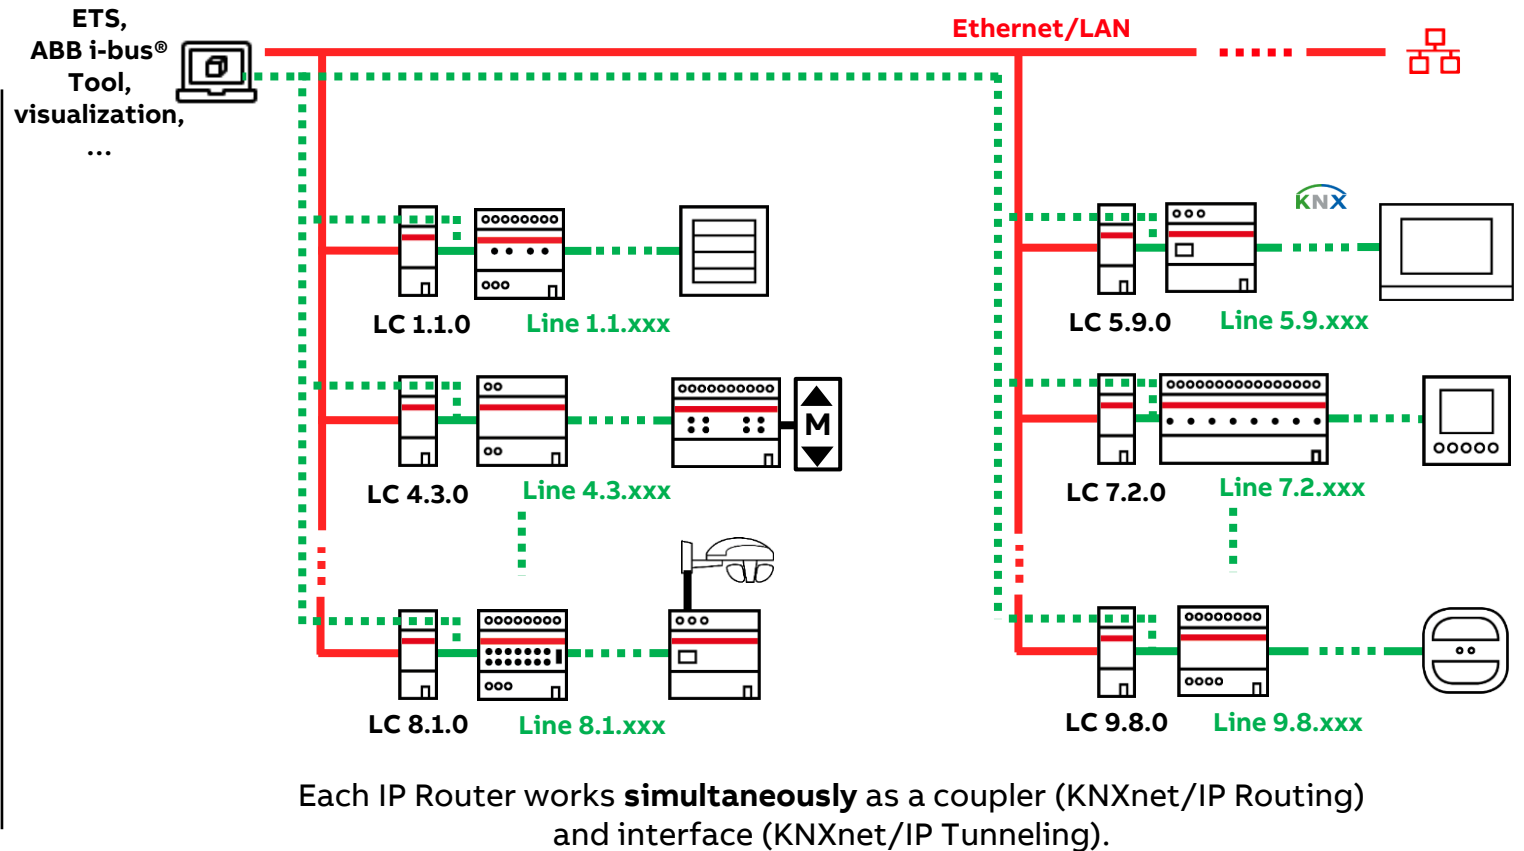 ETS,
ABB i-bus®
Tool,
visualization,
...
Ethernet/LAN
KNX
LC 1.1.0
Line 1.1.xxx
LC 5.9.0
Line 5.9.xxx
M
LC 4.3.0
Line 4.3.xxx
LC 7.2.0
Line 7.2.xxx
LC 8.1.0
Line 8.1.xxx
LC 9.8.0
Line 9.8.xxx
Each IP Router works simultaneously as a coupler (KNXnet/IP Routing)
and interface (KNXnet/IP Tunneling).